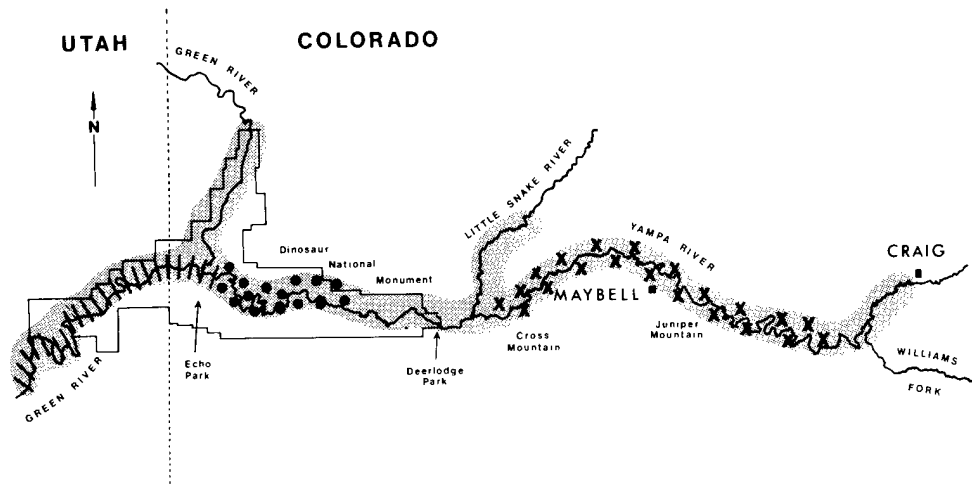 UTAH
COLORADO
GREEN RIVER
N
LITTLE SNAKE RIVER
YAMPA RIVER
CRAIG
Dinosaur
National
Monument
MAYBELL
Cross
Mountain
Juniper
Mountain
Echo
Park
Deerlodge
Park
WILLIAMS
FORK
GREEN RIVER